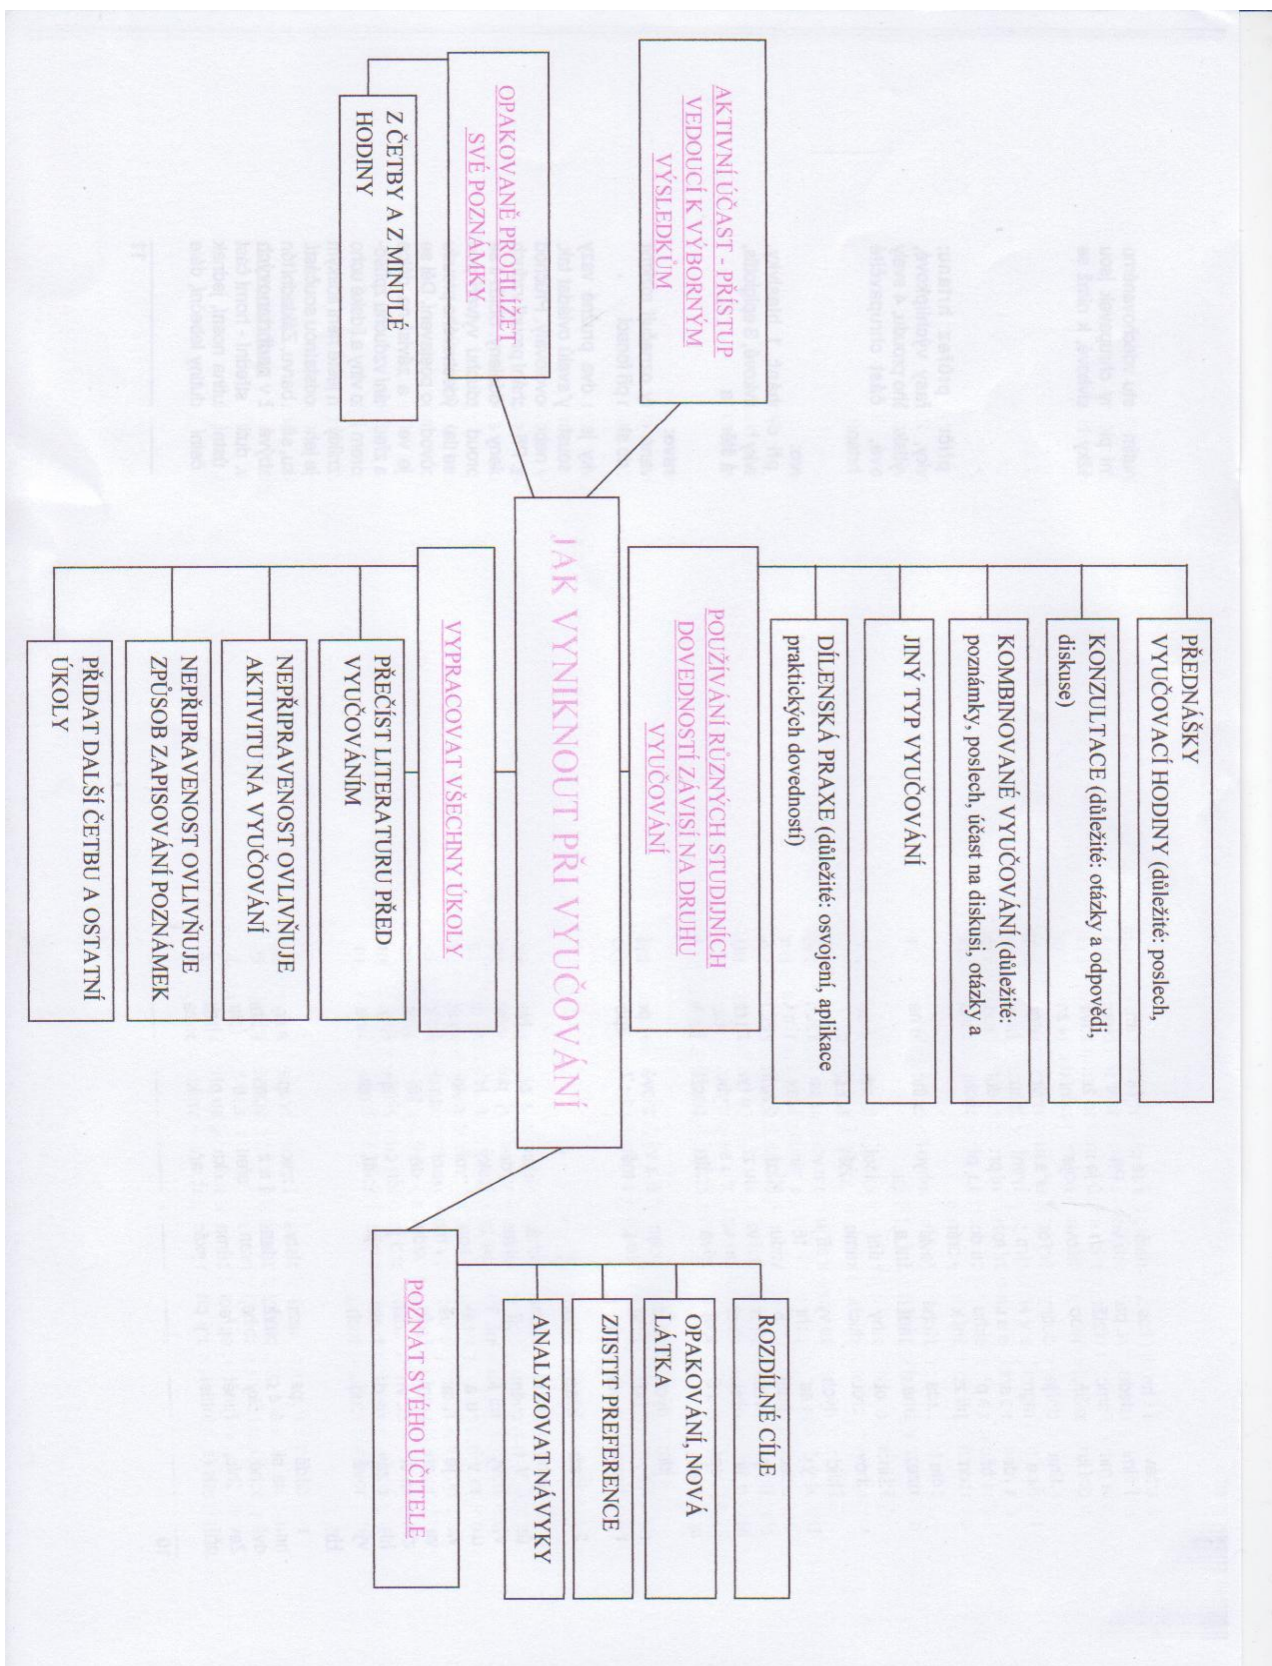 PŘEDNÁŠKY
VYUČOVACÍ HODINY (důležité: poslech,
KONZULTACE (důležité: otázky a odpovědi,
diskuse)
KOMBINOVANÉ VYUČOVÁNÍ (důležité:
poznámky, poslech, účast na diskusi, otázky a
JINÝ TYP VYUČOVÁNÍ
DÍLENSKÁ PRAXE (důležité: osvojení, aplikace
praktických dovedností)
POUŽÍVÁNÍ RŮZNÝCH STUDIJNÍCH
DOVEDNOSTÍ ZÁVISÍ NA DRUHU
VYUČOVÁNÍ
AKTIVNÍ ÚČAST - PŘÍSTUP
VEDOUCÍ K VÝBORNÝM
VÝSLEDKŮM
ROZDÍLNÉ CÍLE
OPAKOVÁNÍ, NOVÁ
LÁTKA
ZJISTIT PREFERENCE
ANALYZOVAT NÁVYKY
POZNAT SVÉHO UČITELE
JAK VYNIKNOUT PŘI VYUČOVÁNÍ
OPAKOVANĚ PROHLÍŽET
SVÉ POZNÁMKY
Z ČETBY A Z MINULÉ
HODINY
VYPRACOVAT VŠECHNY ÚKOLY
PŘEČÍST LITERATURU PŘED
VYUČOVÁNÍM
NEPŘIPRAVENOST OVLIVŇUJE
AKTIVITU NA VYUČOVÁNÍ
NEPŘIPRAVENOST OVLIVŇUJE
ZPŮSOB ZAPISOVÁNÍ POZNÁMEK
PŘIDAT DALŠÍ ČETBU A OSTATNÍ
ÚKOLY